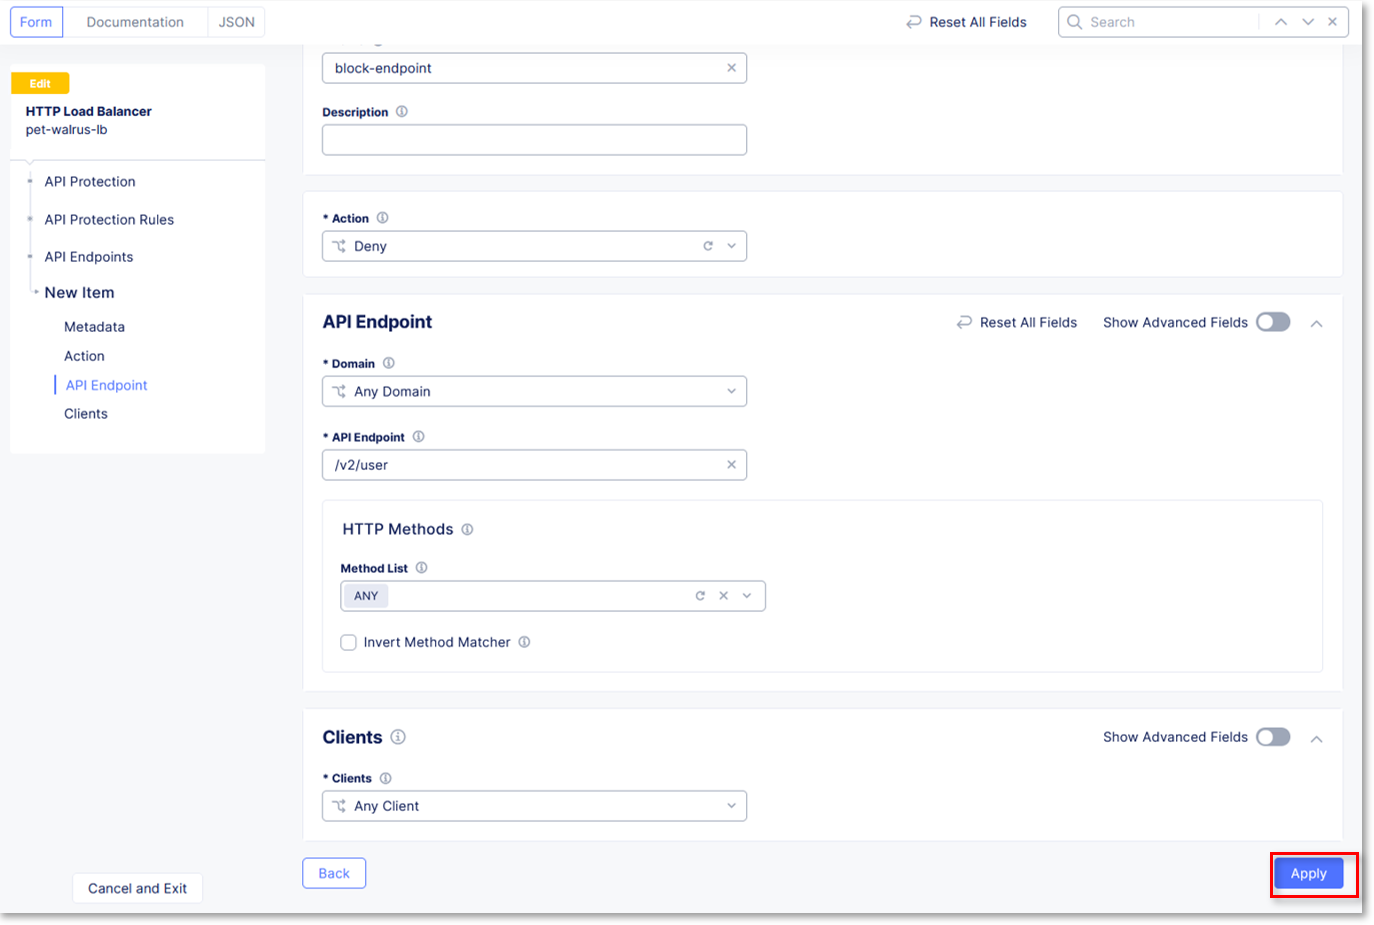 Form
Documentation
JSON
Reset All Fields
Search
Edit
HTTP Load Balancer
pet-walrus-lb
API Protection
API Protection Rules
API Endpoints
New Item
Metadata
Action
API Endpoint
Clients
Cancel and Exit
block-endpoint
Description
* Action
Deny
API Endpoint
Reset All Fields
Show Advanced Fields
* Domain
Any Domain
* API Endpoint
/v2/user
HTTP Methods
Method List
ANY
Invert Method Matcher
Clients
Show Advanced Fields
* Clients
Any Client
Back
Apply